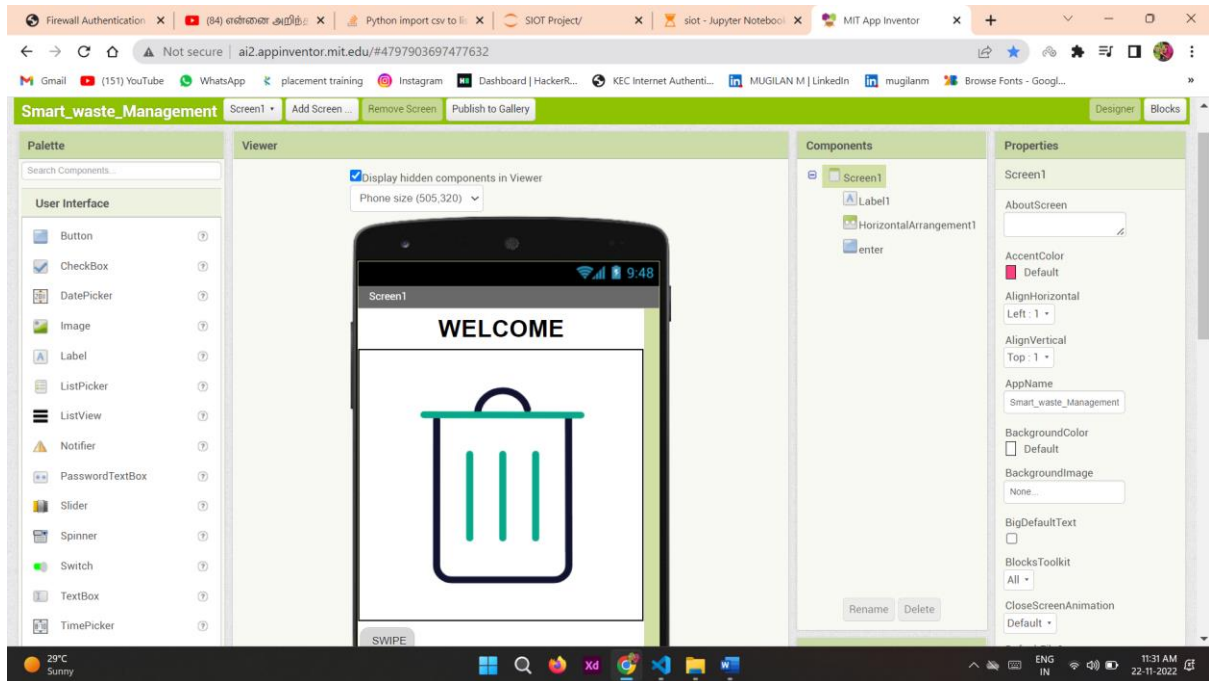 Firewall Authentication
(84) என்னை அறிந்
Python import csv to lis
SIOT Project/
siot - Jupyter Notebook
MIT App Inventor
Not secure ai2.appinventor.mit.edu/#4797903697477632
Gmail (151) YouTube WhatsApp placement training Instagram Dashboard | HackerR... KEC Internet Authenti... MUGILAN M | LinkedIn mugilanm Browse Fonts - Googl... »
Smart_waste_Management Screen1 Add Screen ... Remove Screen Publish to Gallery Designer Blocks
Palette
Search Components...
User Interface
Button
CheckBox
DatePicker
Image
Label
ListPicker
ListView
Notifier
PasswordTextBox
Slider
Spinner
Switch
TextBox
TimePicker
Viewer
Display hidden components in Viewer
Phone size (505,320)
9:48
Screen1
WELCOME
SWIPE
Components
Screen1
Label1
HorizontalArrangement1
enter
Rename Delete
Properties
Screen1
AboutScreen
AccentColor
Default
AlignHorizontal
Left : 1
AlignVertical
Top : 1
AppName
Smart_waste_Management
BackgroundColor
Default
BackgroundImage
None...
BigDefaultText
BlocksToolkit
All
CloseScreenAnimation
Default
29°C
Sunny
Xd
ENG
IN
11:31 AM
22-11-2022